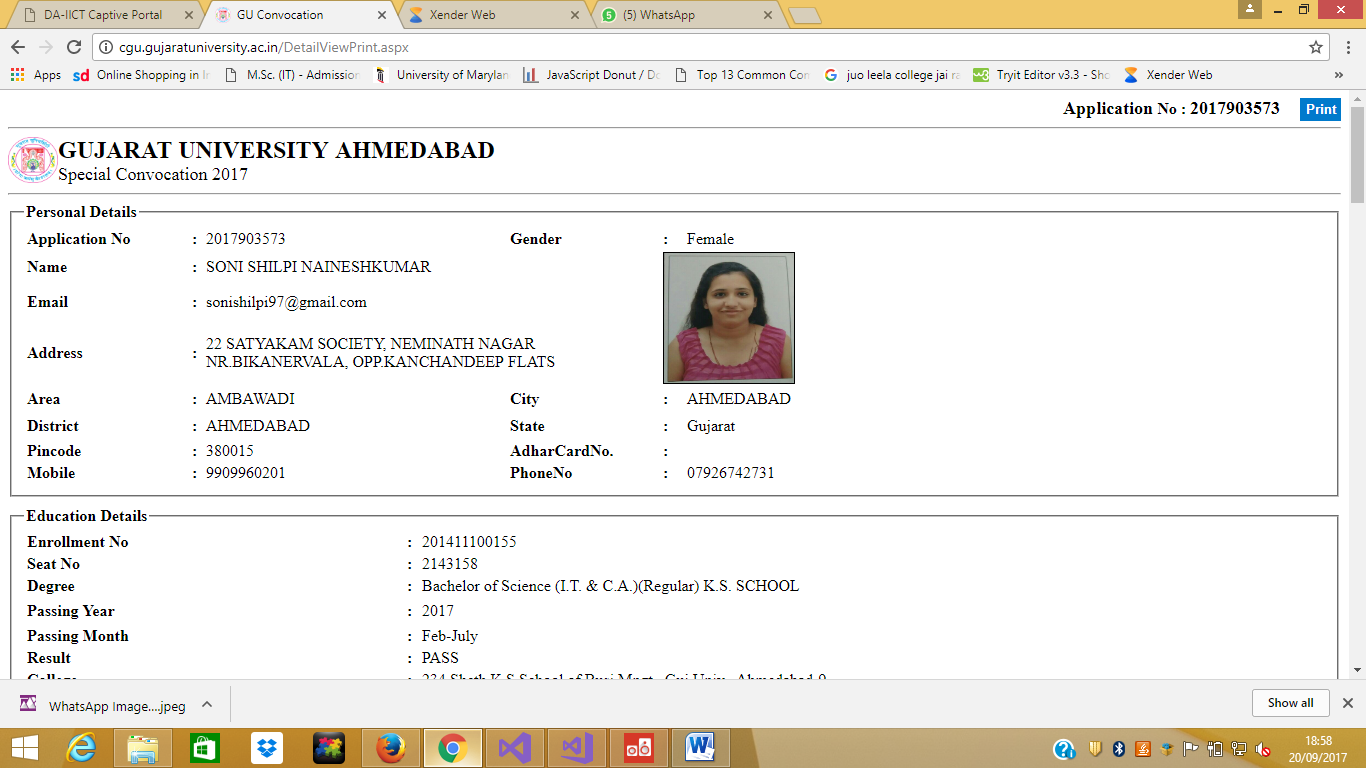 DA-IICT Captive Portal
GU Convocation
Xender Web
(5) WhatsApp
cgu.gujaratuniversity.ac.in/DetailViewPrint.aspx
Apps
Online Shopping in
M.Sc. (IT) - Admission
University of Marylan
JavaScript Donut / Do
Top 13 Common Con
juo leela college jai ra
Tryit Editor v3.3 - Sho
Xender Web
Application No : 2017903573
Print
GUJARAT UNIVERSITY AHMEDABAD
Special Convocation 2017
Personal Details
Application No : 2017903573 Gender : Female
Name : SONI SHILPI NAINESHKUMAR
Email : sonishilpi97@gmail.com
Address : 22 SATYAKAM SOCIETY, NEMINATH NAGAR
NR.BIKANERVALA, OPP.KANCHANDEEP FLATS
Area : AMBAWADI City : AHMEDABAD
District : AHMEDABAD State : Gujarat
Pincode : 380015 AdharCardNo. :
Mobile : 9909960201 PhoneNo : 07926742731
Education Details
Enrollment No : 201411100155
Seat No : 2143158
Degree : Bachelor of Science (I.T. & C.A.)(Regular) K.S. SCHOOL
Passing Year : 2017
Passing Month : Feb-July
Result : PASS
WhatsApp Image....jpeg
Show all
18:58
20/09/2017